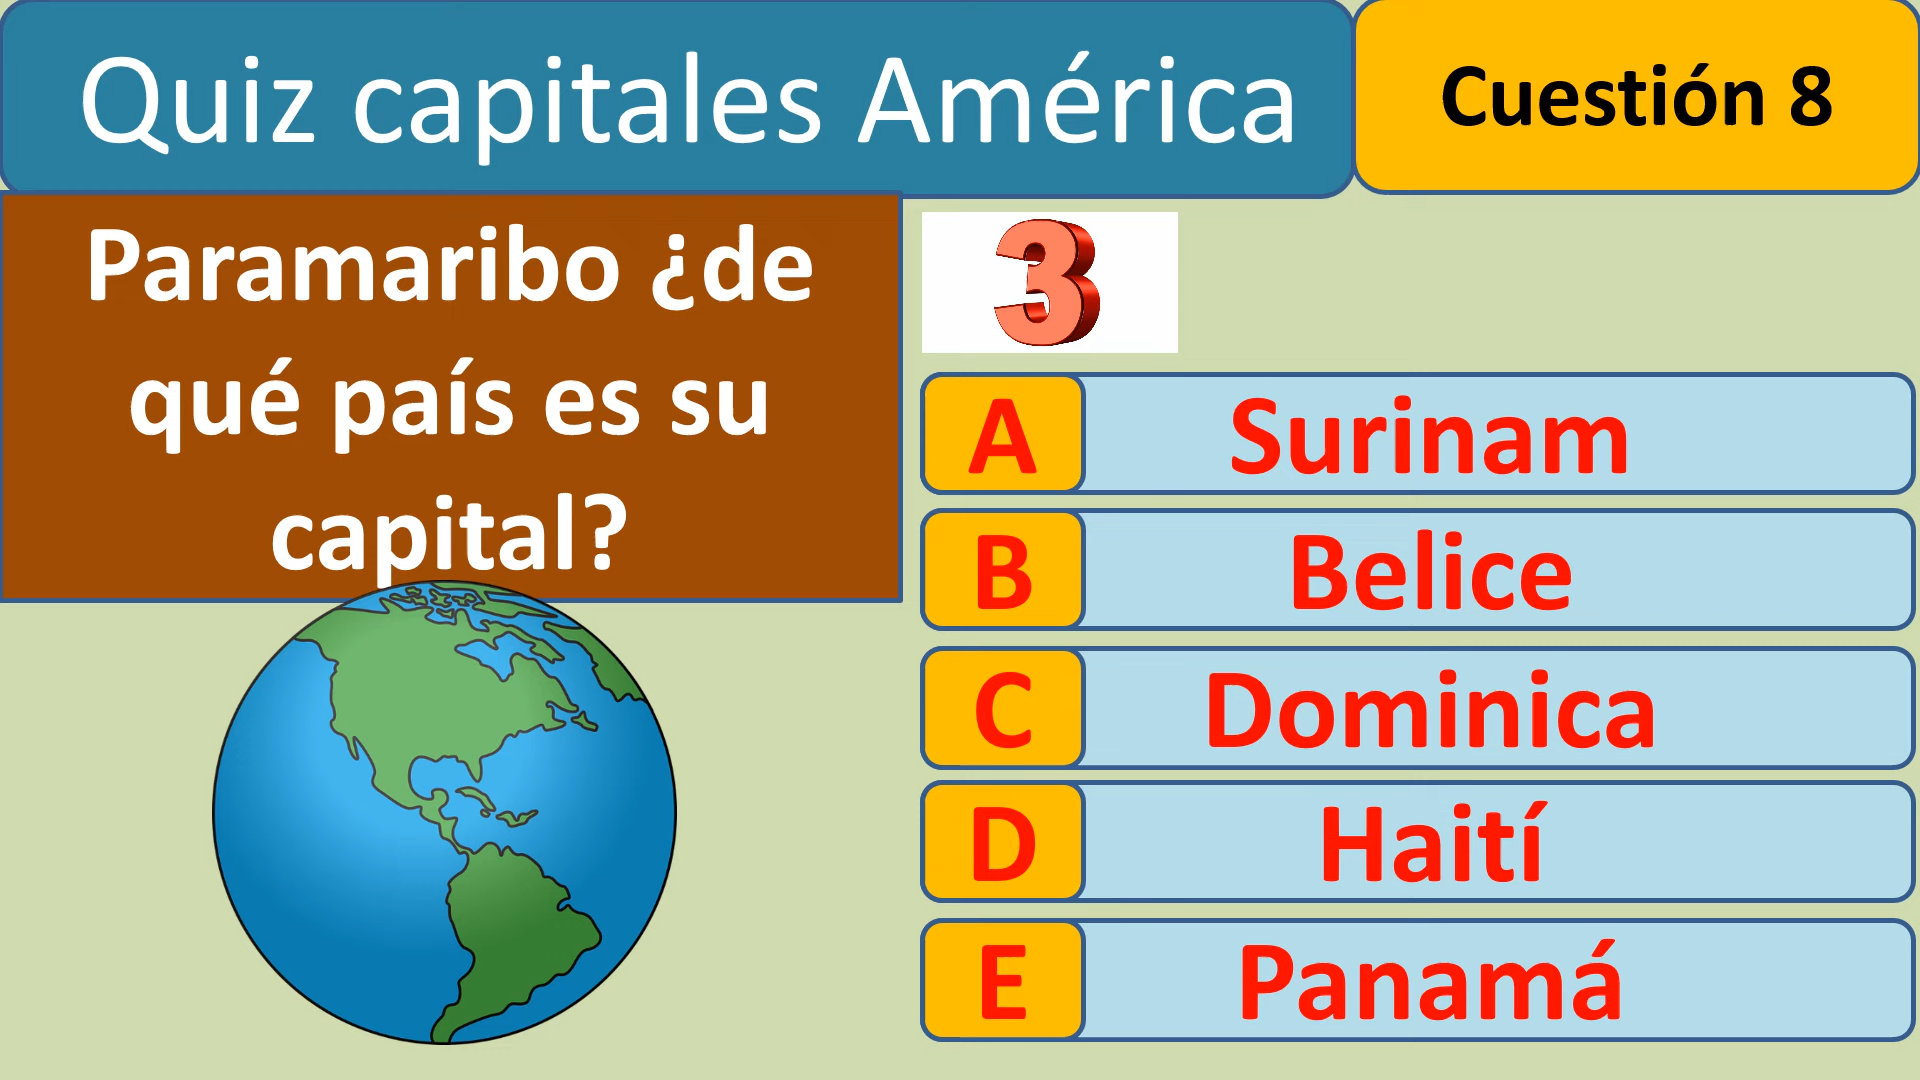 Quiz capitales América
Cuestión 8
Paramaribo ¿de
qué país es su
capital?
3
A Surinam
B Belice
C Dominica
D Haití
E Panamá